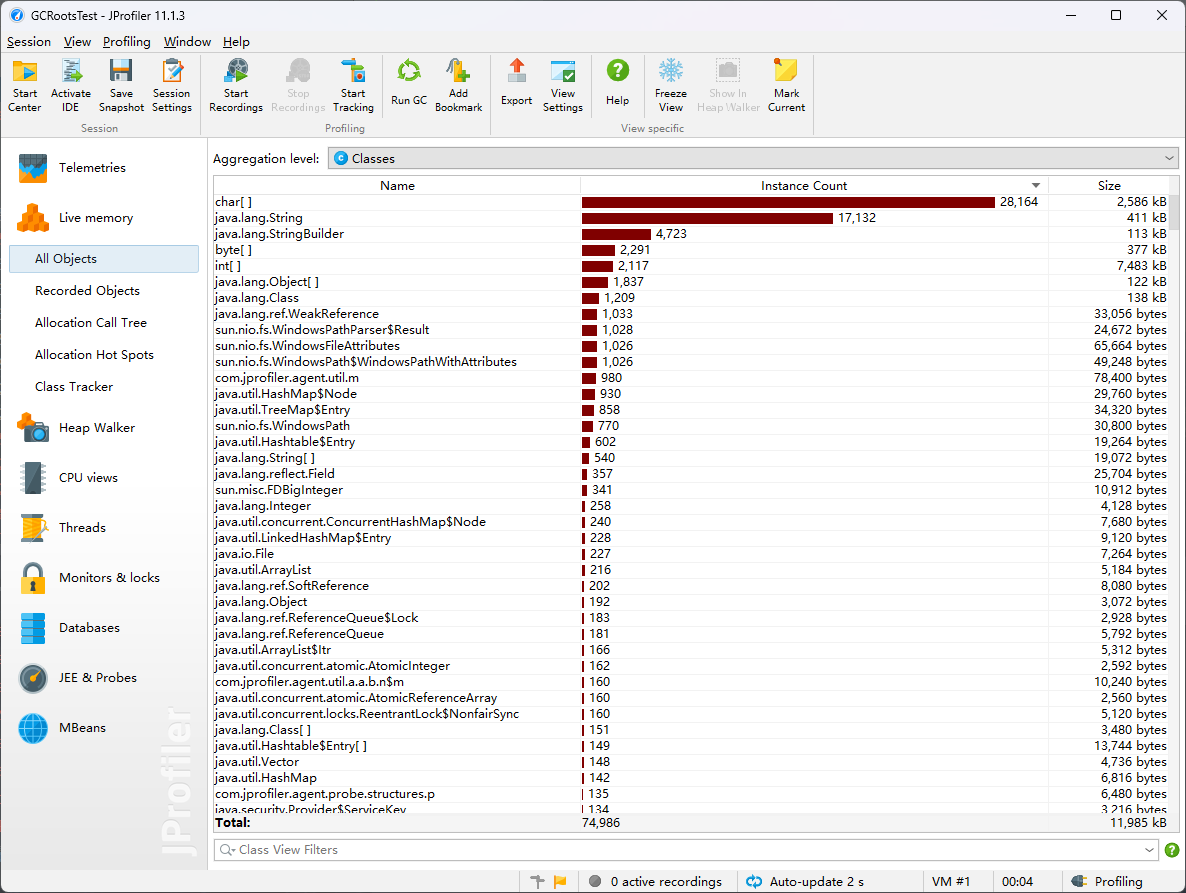 GCRootsTest - JProfiler 11.1.3
Session View Profiling Window Help
Start Center
Activate IDE
Save Snapshot
Session Settings
Start Recordings
Stop Recordings
Start Tracking
Run GC
Add Bookmark
Export
View Settings
Help
Freeze View
Show In Heap Walker
Mark Current
Session
Profiling
View specific
Telemetries
Live memory
All Objects
Recorded Objects
Allocation Call Tree
Allocation Hot Spots
Class Tracker
Heap Walker
CPU views
Threads
Monitors & locks
Databases
JEE & Probes
MBeans
JProfiler
Aggregation level: Classes
Name Instance Count Size
char[ ] 28,164 2,586 kB
java.lang.String 17,132 411 kB
java.lang.StringBuilder 4,723 113 kB
byte[ ] 2,291 377 kB
int[ ] 2,117 7,483 kB
java.lang.Object[ ] 1,837 122 kB
java.lang.Class 1,209 138 kB
java.lang.ref.WeakReference 1,033 33,056 bytes
sun.nio.fs.WindowsPathParser$Result 1,028 24,672 bytes
sun.nio.fs.WindowsFileAttributes 1,026 65,664 bytes
sun.nio.fs.WindowsPath$WindowsPathWithAttributes 1,026 49,248 bytes
com.jprofiler.agent.util.m 980 78,400 bytes
java.util.HashMap$Node 930 29,760 bytes
java.util.TreeMap$Entry 858 34,320 bytes
sun.nio.fs.WindowsPath 770 30,800 bytes
java.util.Hashtable$Entry 602 19,264 bytes
java.lang.String[ ] 540 19,072 bytes
java.lang.reflect.Field 357 25,704 bytes
sun.misc.FDBigInteger 341 10,912 bytes
java.lang.Integer 258 4,128 bytes
java.util.concurrent.ConcurrentHashMap$Node 240 7,680 bytes
java.util.LinkedHashMap$Entry 228 9,120 bytes
java.io.File 227 7,264 bytes
java.util.ArrayList 216 5,184 bytes
java.lang.ref.SoftReference 202 8,080 bytes
java.lang.Object 192 3,072 bytes
java.lang.ref.ReferenceQueue$Lock 183 2,928 bytes
java.lang.ref.ReferenceQueue 181 5,792 bytes
java.util.ArrayList$Itr 166 5,312 bytes
java.util.concurrent.atomic.AtomicInteger 162 2,592 bytes
com.jprofiler.agent.util.a.a.b.n$m 160 10,240 bytes
java.util.concurrent.atomic.AtomicReferenceArray 160 2,560 bytes
java.util.concurrent.locks.ReentrantLock$NonfairSync 160 5,120 bytes
java.lang.Class[ ] 151 3,480 bytes
java.util.Hashtable$Entry[ ] 149 13,744 bytes
java.util.Vector 148 4,736 bytes
java.util.HashMap 142 6,816 bytes
com.jprofiler.agent.probe.structures.p 135 6,480 bytes
java.security.Provider$ServiceKey 134 3,216 bytes
Total: 74,986 11,985 kB
Class View Filters
0 active recordings Auto-update 2 s VM #1 00:04 Profiling